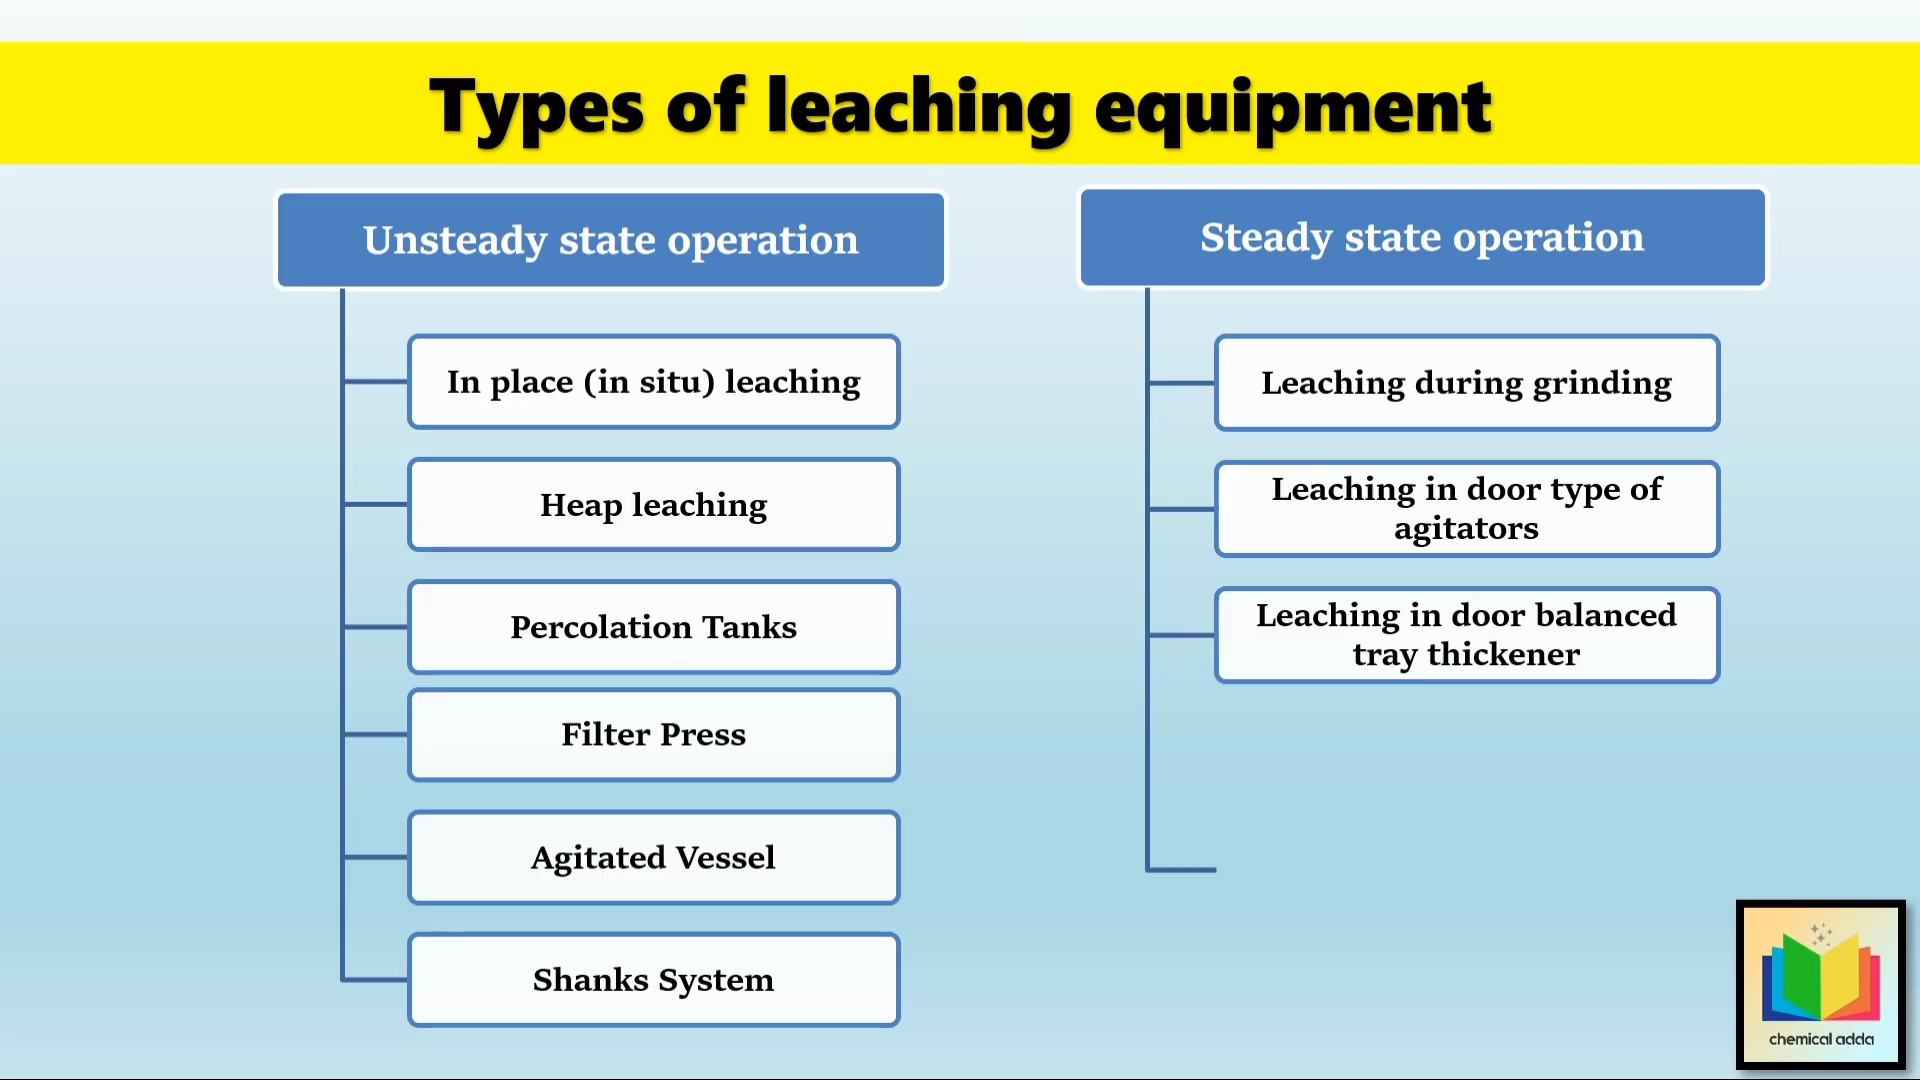 Types of leaching equipment
Unsteady state operation
In place (in situ) leaching
Heap leaching
Percolation Tanks
Filter Press
Agitated Vessel
Shanks System
Steady state operation
Leaching during grinding
Leaching in door type of
agitators
Leaching in door balanced
tray thickener
chemical adda